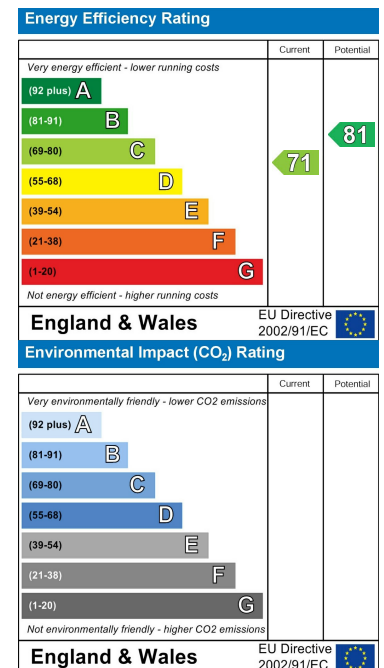 Energy Efficiency Rating
Current Potential
Very energy efficient - lower running costs
(92 plus) A
(81-91) B
81
(69-80) C
71
(55-68) D
(39-54) E
(21-38) F
(1-20) G
Not energy efficient - higher running costs
England & Wales
EU Directive
2002/91/EC
Environmental Impact (CO₂) Rating
Current Potential
Very environmentally friendly - lower CO2 emissions
(92 plus) A
(81-91) B
(69-80) C
(55-68) D
(39-54) E
(21-38) F
(1-20) G
Not environmentally friendly - higher CO2 emissions
England & Wales
EU Directive
2002/91/EC